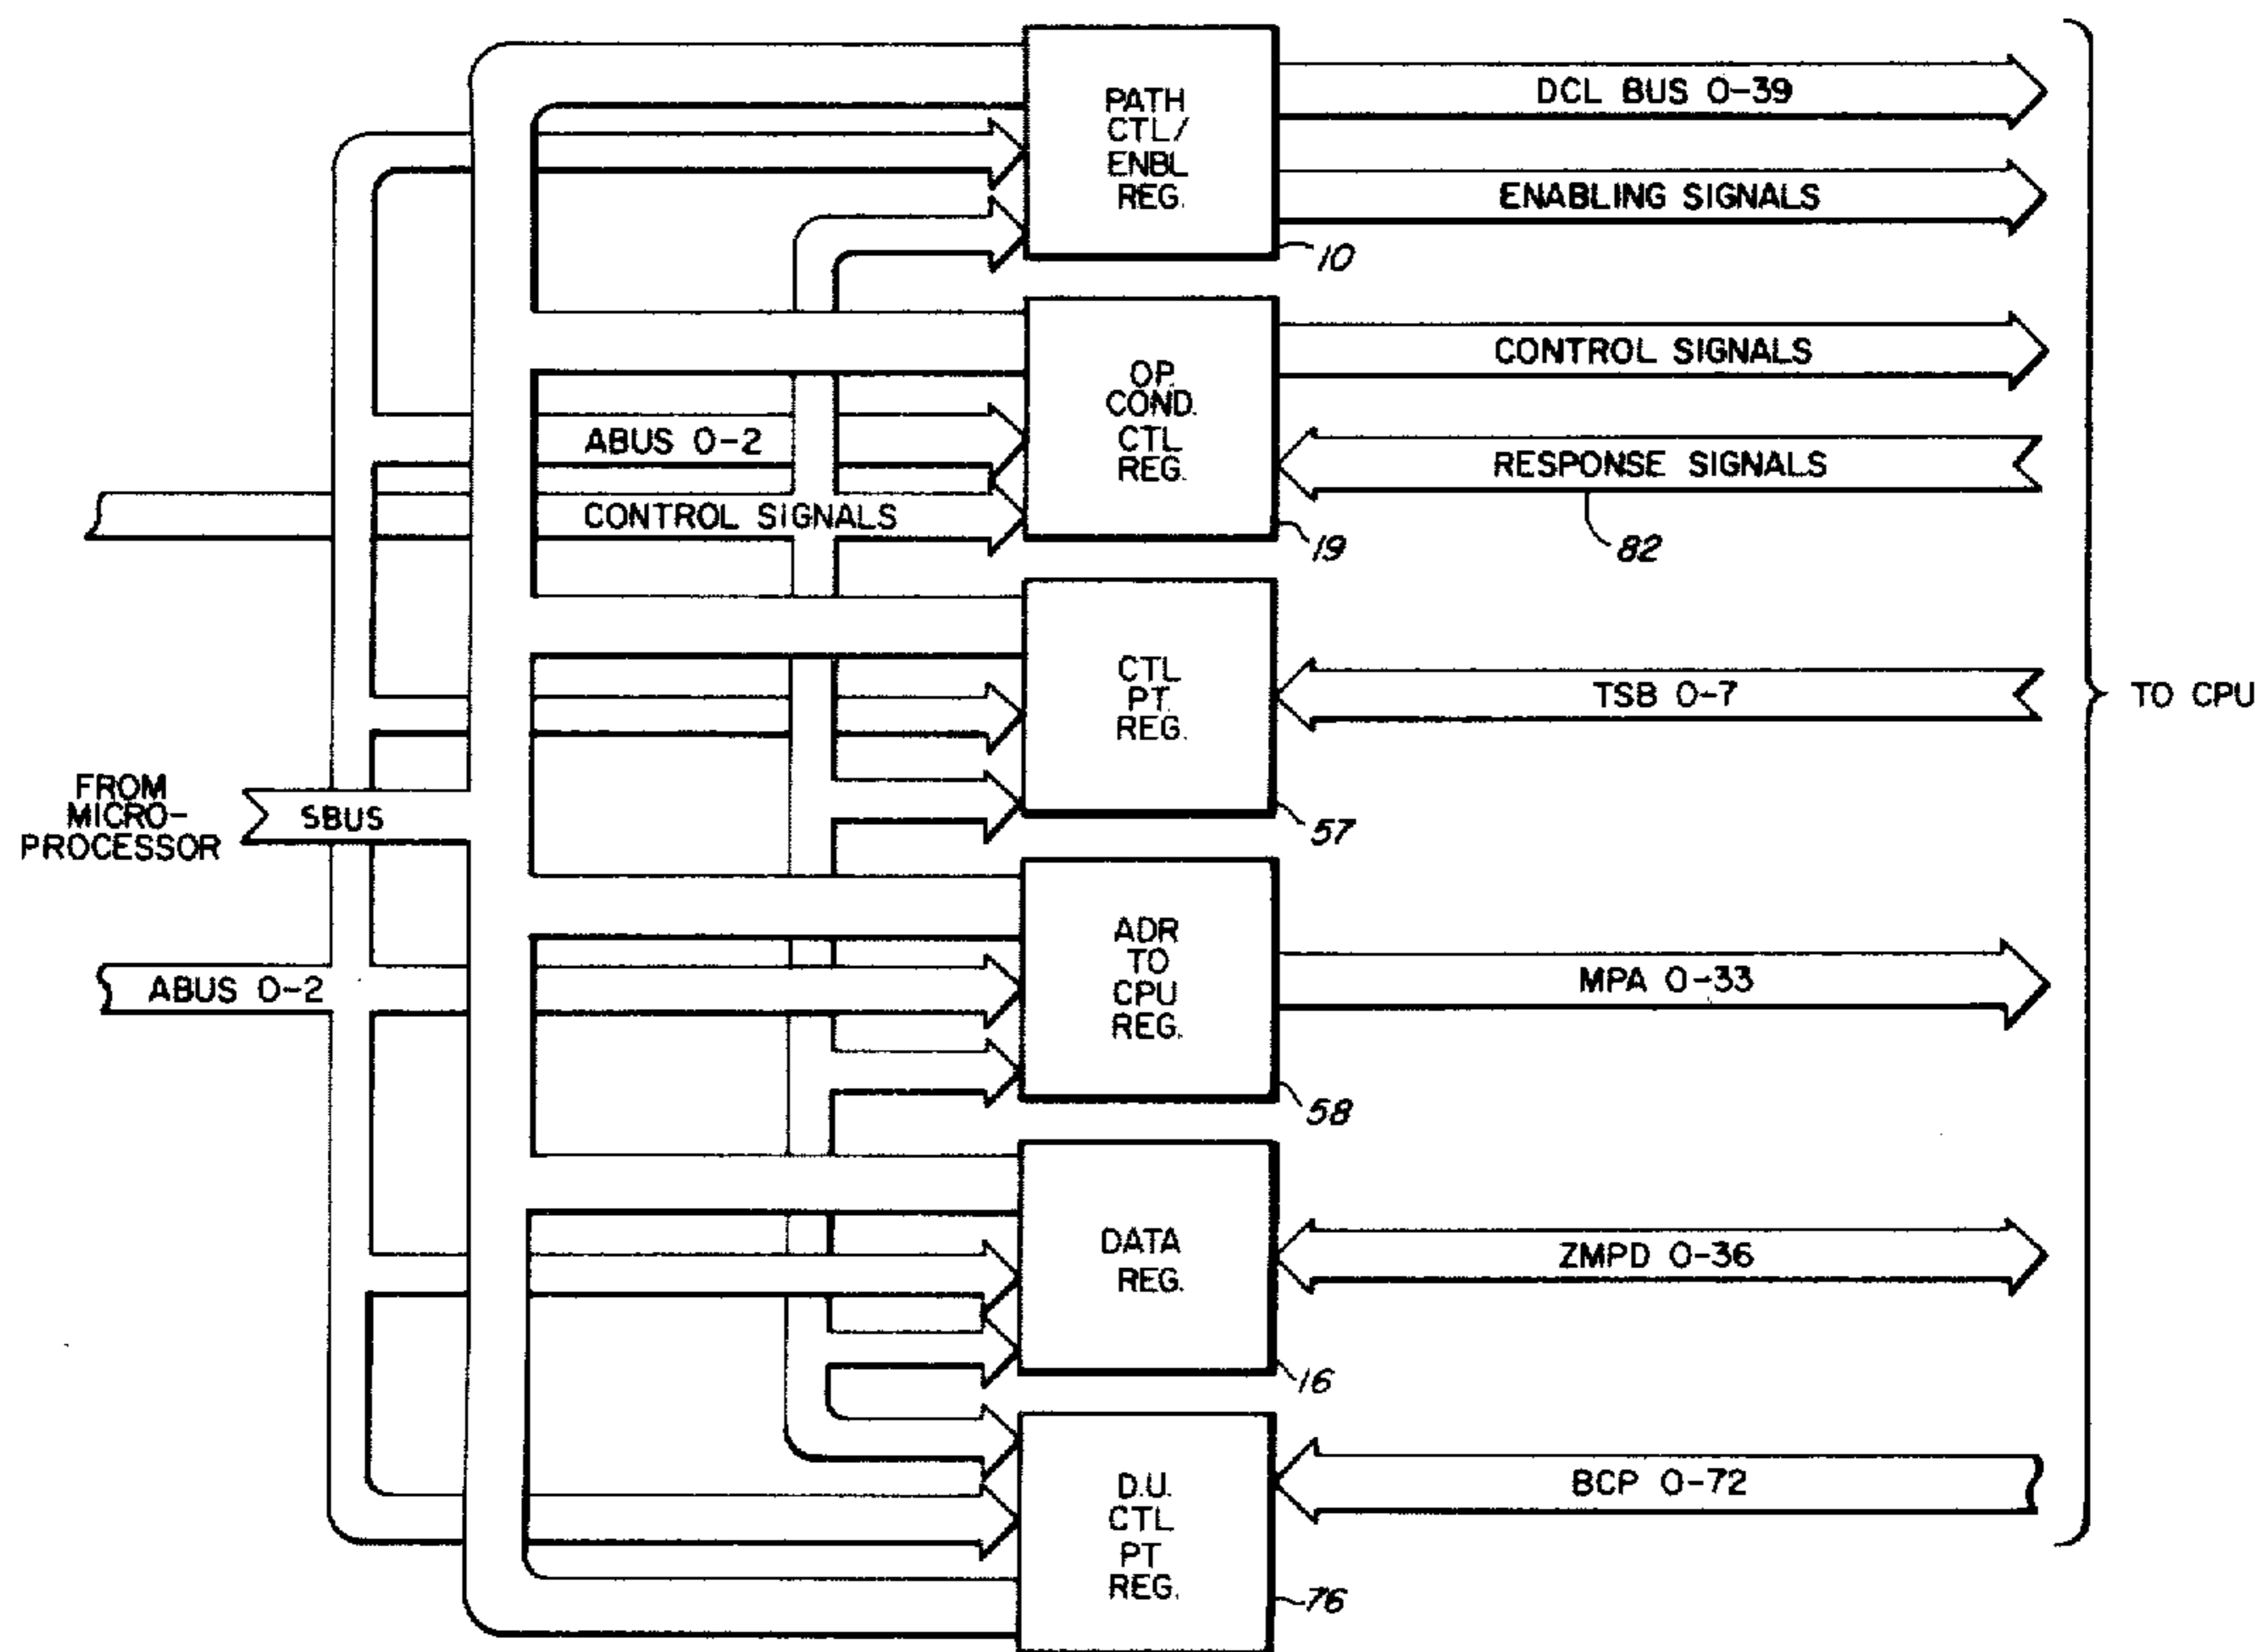 PATH
CTL/
ENBL
REG.
DCL BUS 0-39
ENABLING SIGNALS
10
OP.
COND.
CTL
REG.
CONTROL SIGNALS
RESPONSE SIGNALS
82
19
ABUS 0-2
CONTROL SIGNALS
CTL
PT.
REG.
TSB 0-7
TO CPU
57
FROM
MICRO-
PROCESSOR
SBUS
ADR
TO
CPU
REG.
MPA 0-33
58
ABUS 0-2
DATA
REG.
ZMPD 0-36
16
D.U.
CTL
PT
REG.
BCP 0-72
76